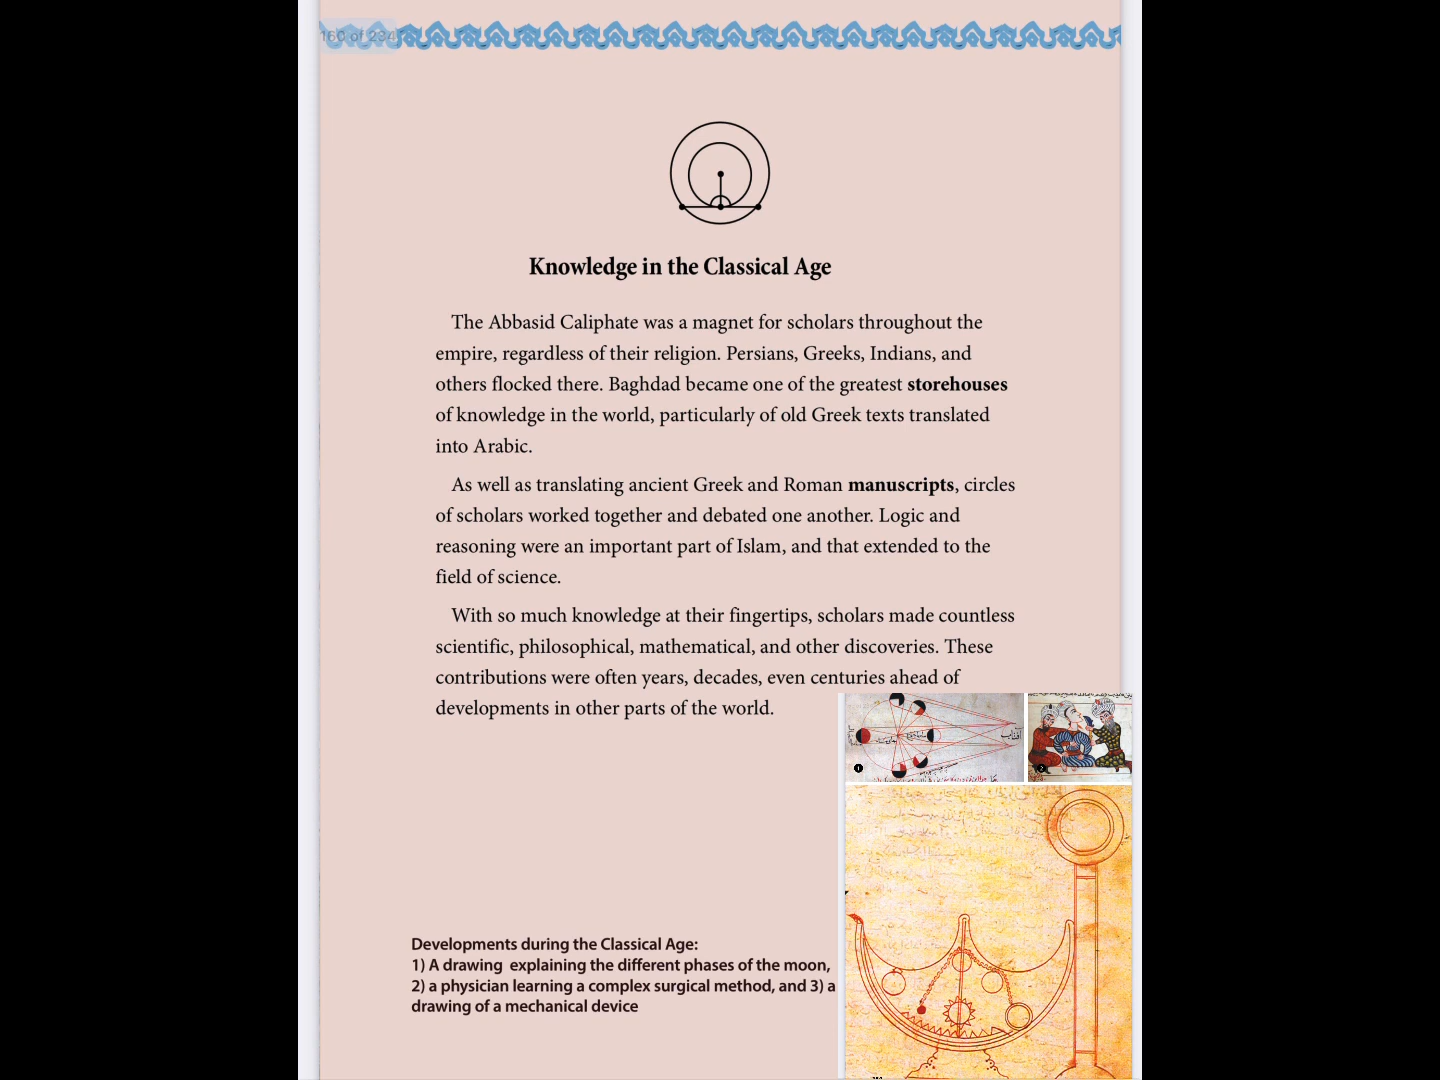 160 of 234
Knowledge in the Classical Age
The Abbasid Caliphate was a magnet for scholars throughout the
empire, regardless of their religion. Persians, Greeks, Indians, and
others flocked there. Baghdad became one of the greatest storehouses
of knowledge in the world, particularly of old Greek texts translated
into Arabic.
As well as translating ancient Greek and Roman manuscripts, circles
of scholars worked together and debated one another. Logic and
reasoning were an important part of Islam, and that extended to the
field of science.
With so much knowledge at their fingertips, scholars made countless
scientific, philosophical, mathematical, and other discoveries. These
contributions were often years, decades, even centuries ahead of
developments in other parts of the world.
1
2
Developments during the Classical Age:
1) A drawing explaining the different phases of the moon,
2) a physician learning a complex surgical method, and 3) a
drawing of a mechanical device